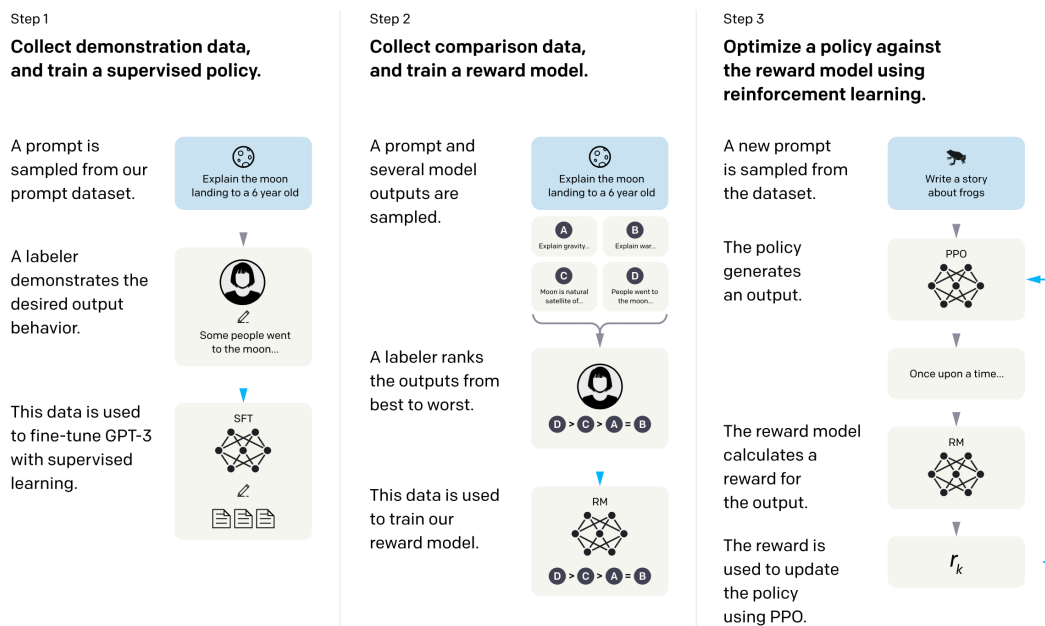 Step 1
Collect demonstration data,
and train a supervised policy.
A prompt is
sampled from our
prompt dataset.
Explain the moon
landing to a 6 year old
A labeler
demonstrates the
desired output
behavior.
Some people went
to the moon...
This data is used
to fine-tune GPT-3
with supervised
learning.
SFT
Step 2
Collect comparison data,
and train a reward model.
A prompt and
several model
outputs are
sampled.
Explain the moon
landing to a 6 year old
A
Explain gravity...
B
Explain war...
C
Moon is natural
satellite of...
D
People went to
the moon...
A labeler ranks
the outputs from
best to worst.
D > C > A = B
This data is used
to train our
reward model.
RM
D > C > A = B
Step 3
Optimize a policy against
the reward model using
reinforcement learning.
A new prompt
is sampled from
the dataset.
Write a story
about frogs
The policy
generates
an output.
PPO
Once upon a time...
The reward model
calculates a
reward for
the output.
RM
The reward is
used to update
the policy
using PPO.
r_k